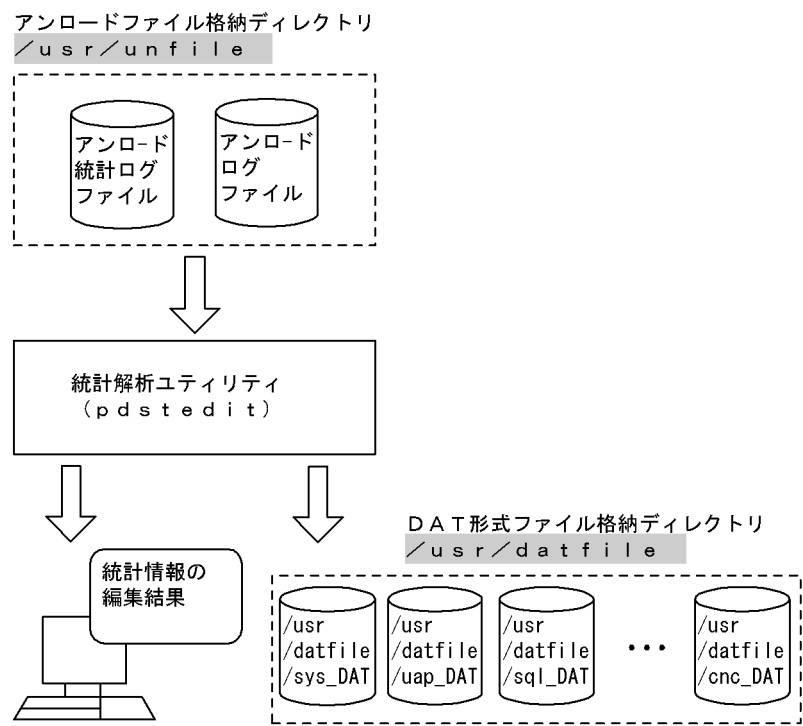 アンロードファイル格納ディレクトリ
／ｕｓｒ／ｕｎｆｉｌｅ
アンロード
統計ログ
ファイル
アンロード
ログ
ファイル
統計解析ユティリティ
（ｐｄｓｔｅｄｉｔ）
ＤＡＴ形式ファイル格納ディレクトリ
／ｕｓｒ／ｄａｔｆｉｌｅ
統計情報の
編集結果
/usr
/datfile
/sys_DAT
/usr
/datfile
/uap_DAT
/usr
/datfile
/sql_DAT
･･･
/usr
/datfile
/cnc_DAT